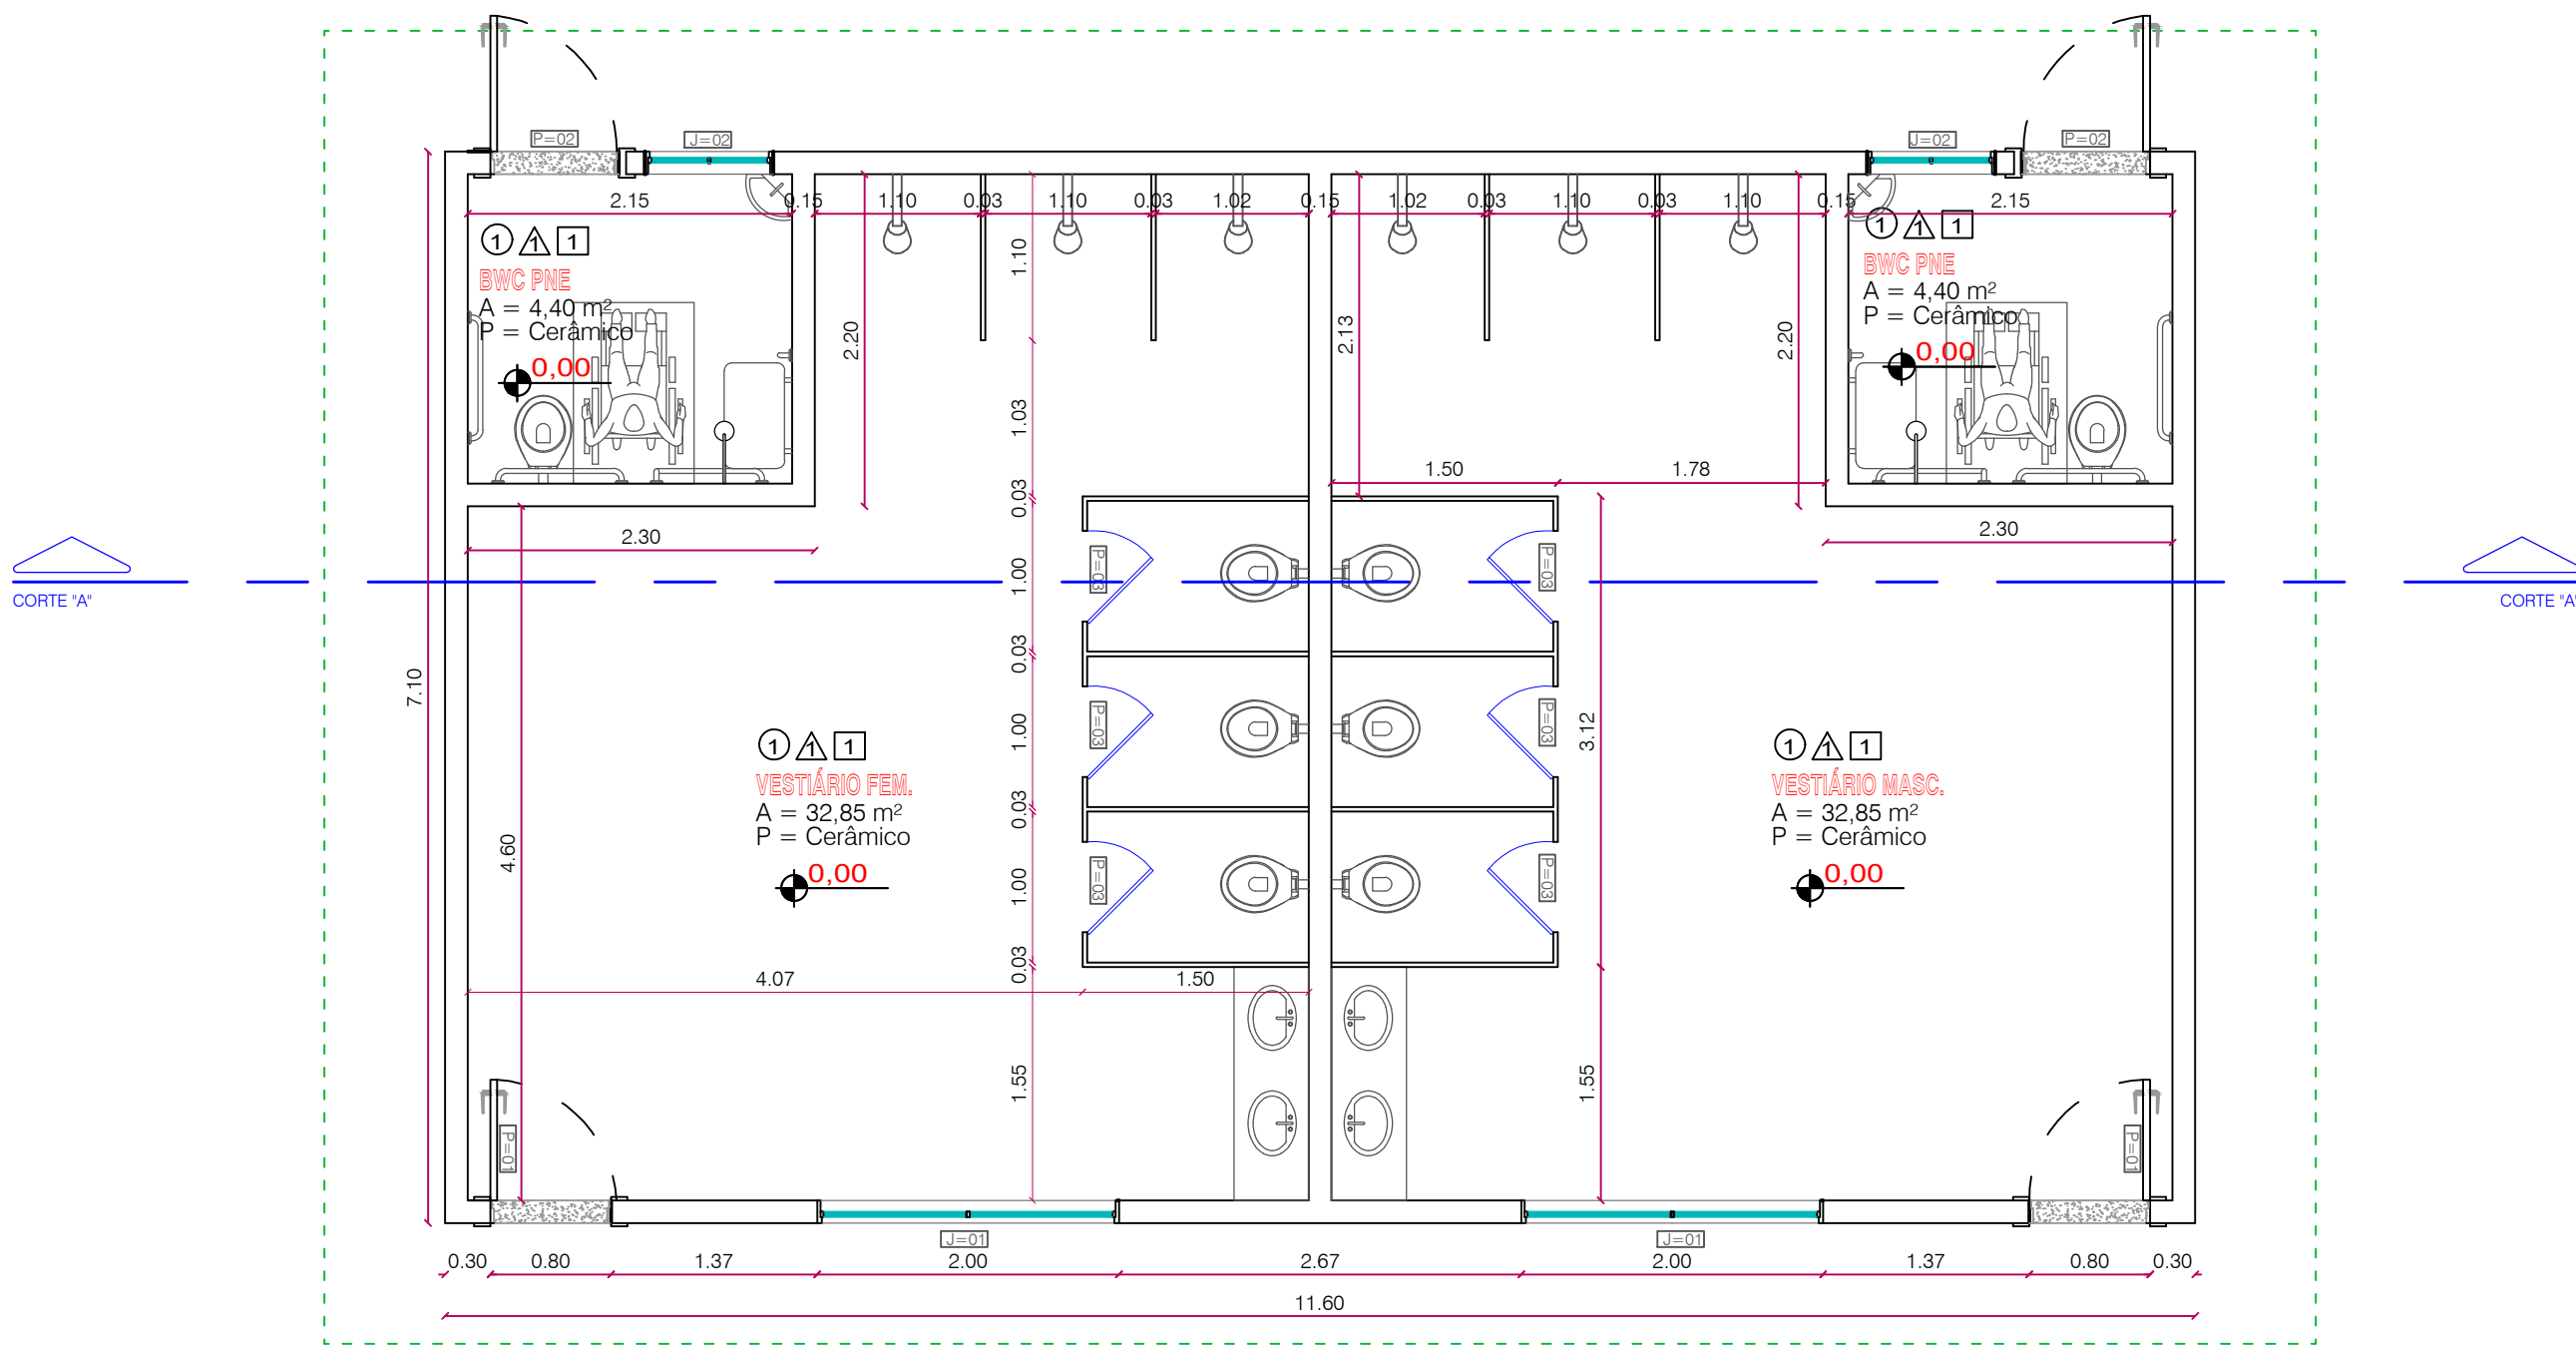 P=02
J=02
J=02
P=02
2.15
0.15
1.10
0.03
1.10
0.03
1.02
0.15
1.02
0.03
1.10
0.03
1.10
0.15
2.15
1 1 1
BWC PNE
A = 4,40 m²
P = Cerâmico
0,00
1 1 1
BWC PNE
A = 4,40 m²
P = Cerâmico
0,00
2.20
1.10
2.13
2.20
1.03
1.50
1.78
0.03
2.30
2.30
CORTE "A"
CORTE "A"
P=03
1.00
P=03
0.03
7.10
P=03
1.00
P=03
3.12
1 1 1
VESTIÁRIO FEM.
A = 32,85 m²
P = Cerâmico
0,00
1 1 1
VESTIÁRIO MASC.
A = 32,85 m²
P = Cerâmico
0,00
0.03
4.60
P=03
1.00
P=03
0.03
4.07
1.50
1.55
1.55
P=01
P=01
J=01
J=01
0.30
0.80
1.37
2.00
2.67
2.00
1.37
0.80
0.30
11.60